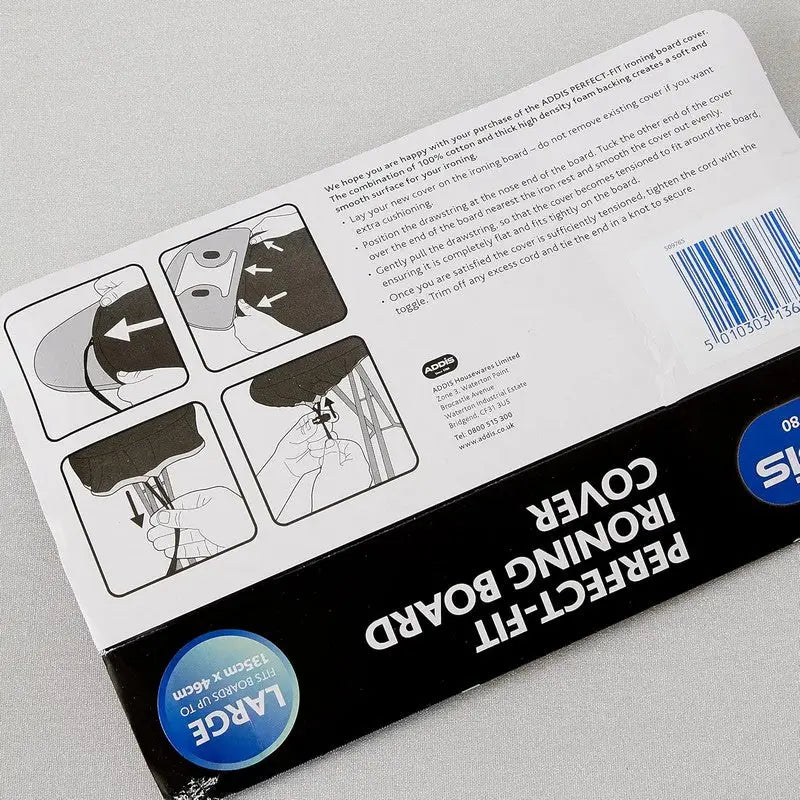 We hope you are happy with your purchase of the ADDIS PERFECT-FIT ironing board cover.
The combination of 100% cotton and thick high density foam backing creates a soft and
smooth surface for your ironing.
• Lay your new cover on the ironing board – do not remove existing cover if you want
extra cushioning.
• Position the drawstring at the nose end of the board. Tuck the other end of the cover
over the end of the board nearest the iron rest and smooth the cover out evenly.
• Gently pull the drawstring, so that the cover becomes tensioned to fit around the board,
ensuring it is completely flat and fits tightly on the board.
• Once you are satisfied the cover is sufficiently tensioned, tighten the cord with the
toggle. Trim off any excess cord and tie the end in a knot to secure.
509765
5 010303 136
ADDIS
ADDIS Housewares Limited
Zone 3, Waterton Point
Brocastle Avenue
Waterton Industrial Estate
Bridgend, CF31 3US
Tel. 0800 515 300
www.addis.co.uk
PERFECT-FIT
IRONING BOARD
COVER
LARGE
FITS BOARDS UP TO
135cm x 46cm